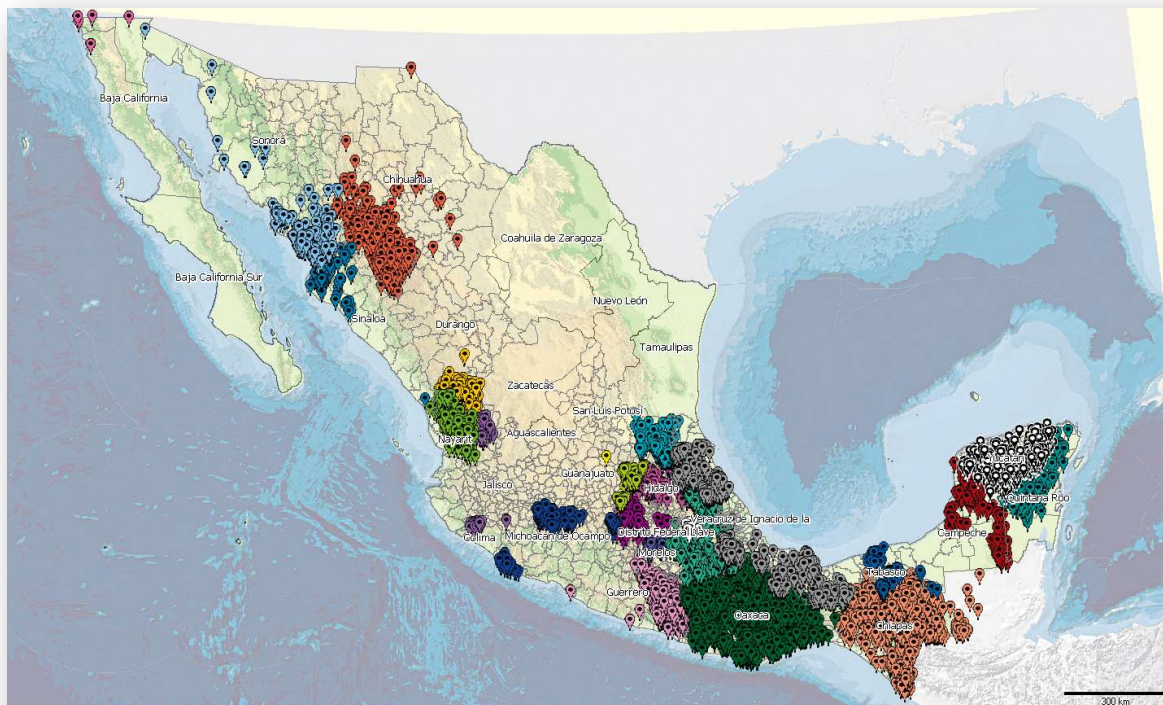 Baja California
Sonora
Chihuahua
Coahuila de Zaragoza
Baja California Sur
Nuevo León
Sinaloa
Durango
Tamaulipas
Zacatecas
San Luis Potosí
Aguascalientes
Nayarit
Yucatán
Guanajuato
Jalisco
Hidalgo
Quintana Roo
Veracruz de Ignacio de la
Llave
Colima
Michoacán de Ocampo
Distrito Federal
Campeche
Morelos
Tabasco
Guerrero
Oaxaca
Chiapas
300 km